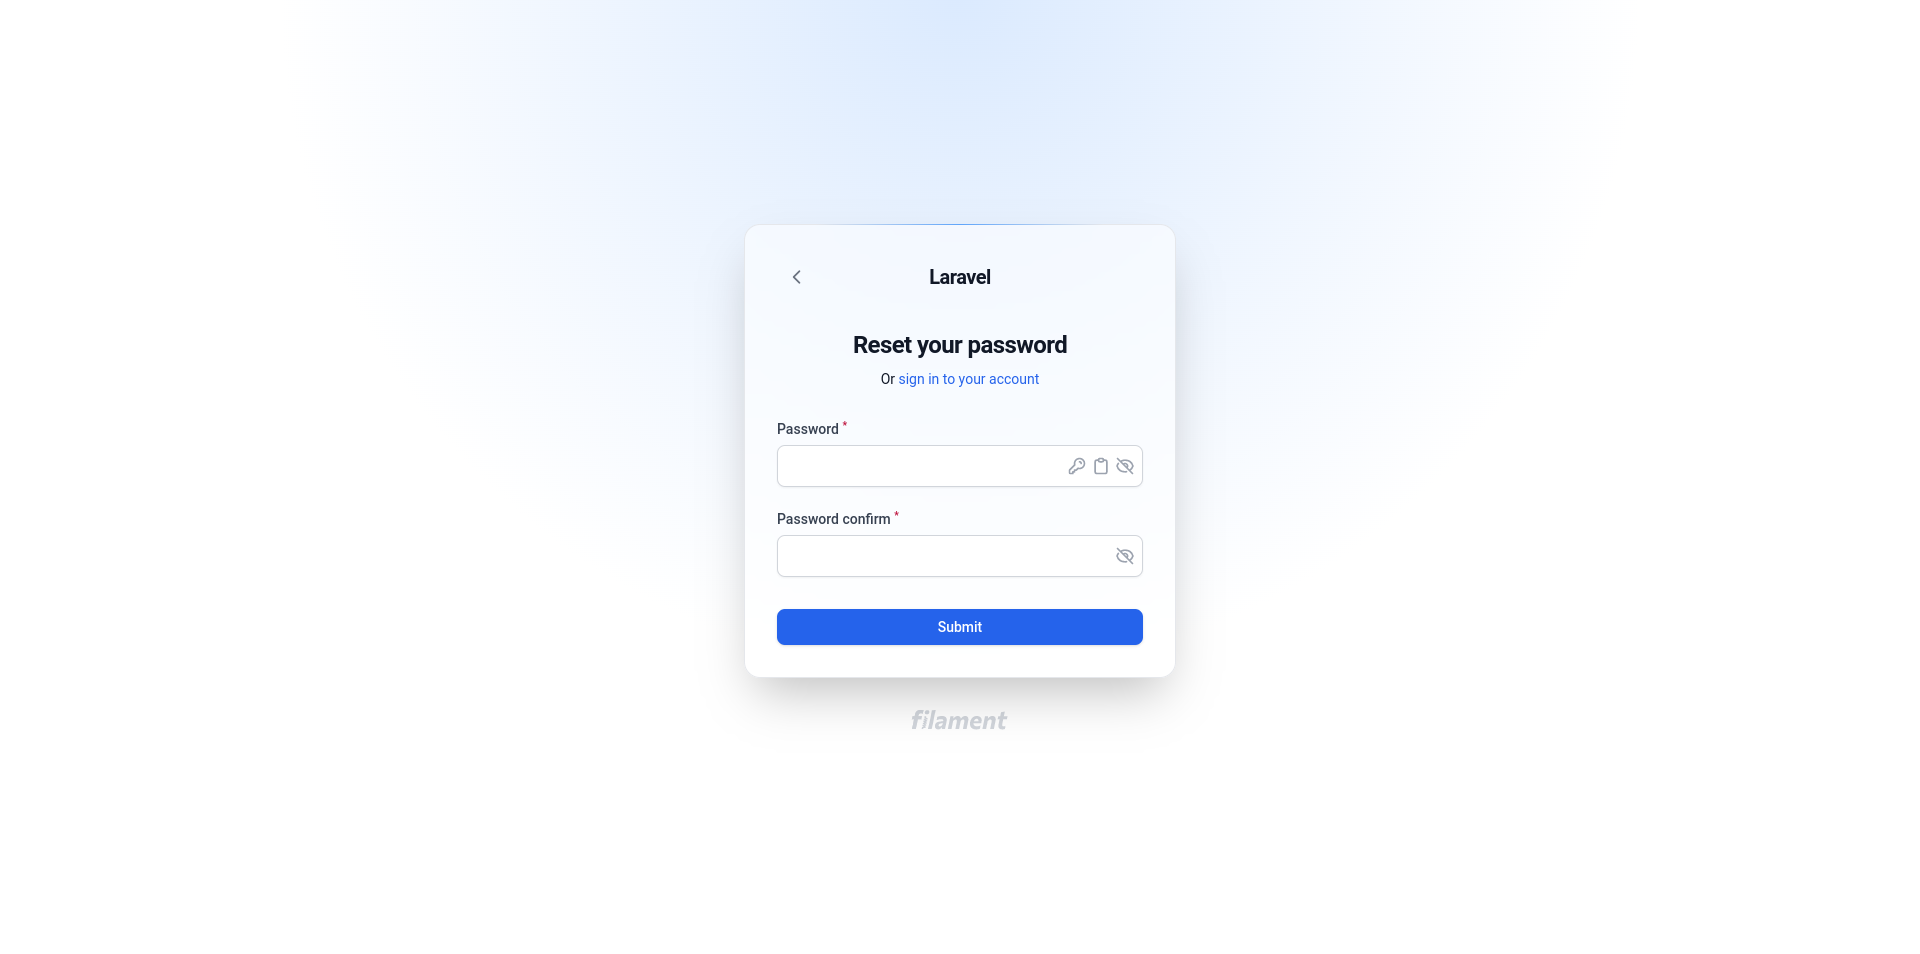 Laravel
Reset your password
Or sign in to your account
Password *
Password confirm *
Submit
filament